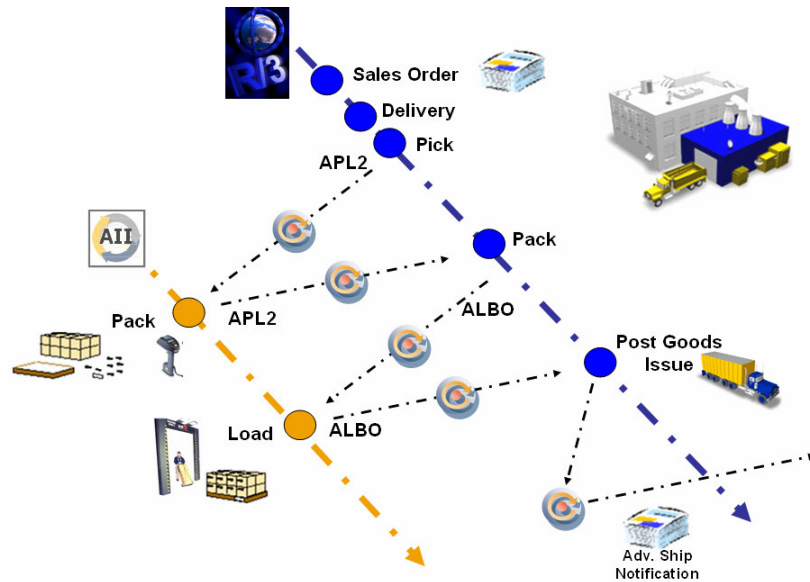 R/3
Sales Order
Delivery
Pick
APL2
AII
Pack
Pack
APL2
ALBO
Post Goods
Issue
Load
ALBO
Adv. Ship
Notification